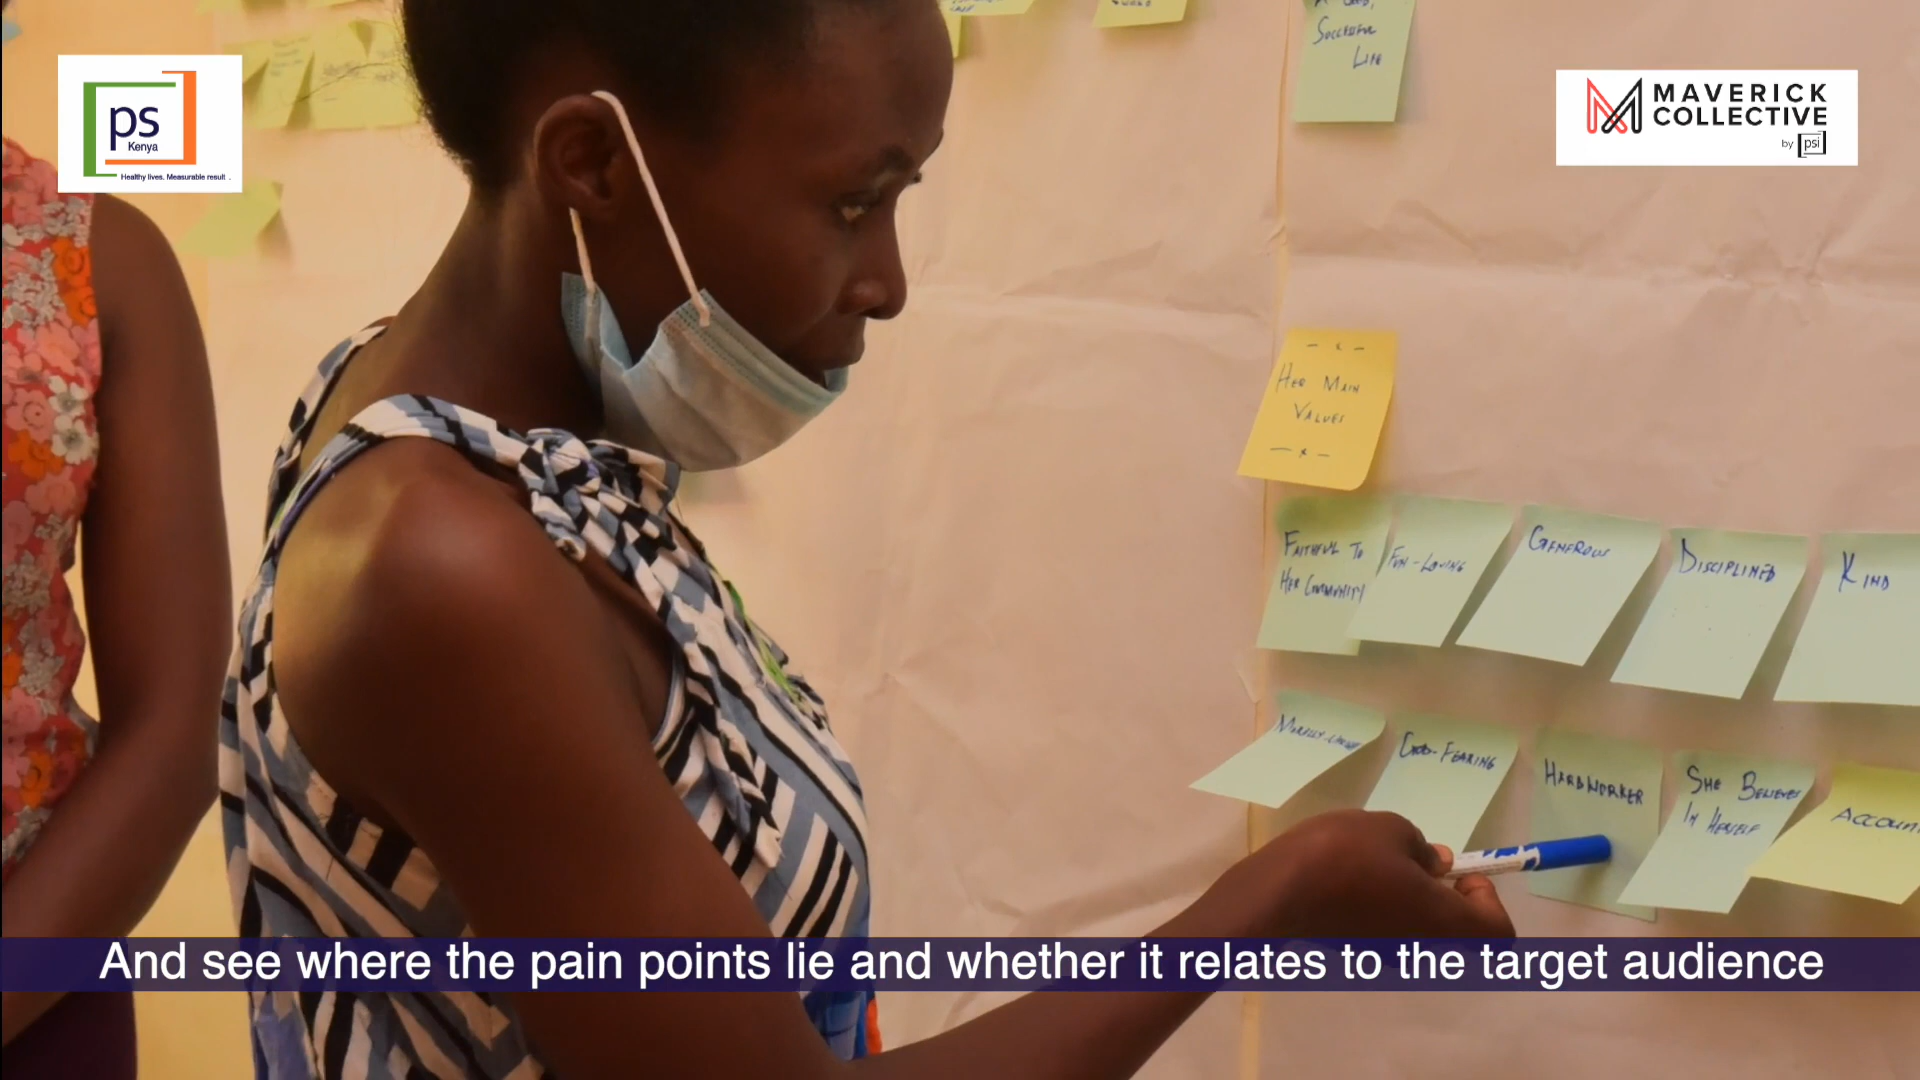 ps
Kenya
Healthy lives. Measurable result .
MAVERICK
COLLECTIVE
by psi
Successful
Life
Her Main
Values
Faithful To
Her Community
Fun-Loving
Generous
Disciplined
Kind
God-Fearing
Hardworker
She Believes
In Herself
And see where the pain points lie and whether it relates to the target audience